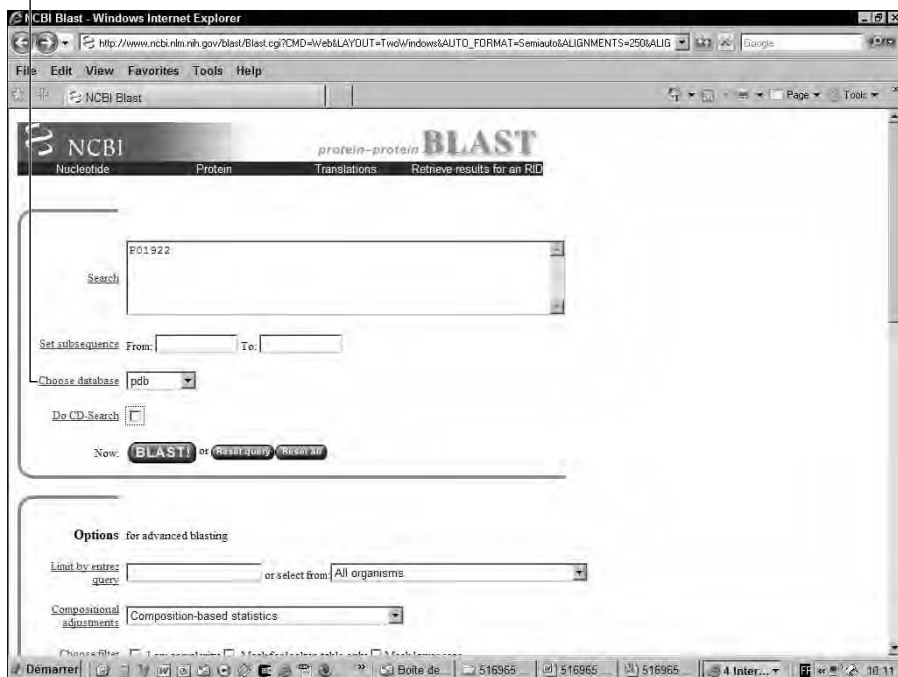 NCBI Blast - Windows Internet Explorer
http://www.ncbi.nlm.nih.gov/blast/Blast.cgi?CMD=Web&LAYOUT=TwoWindows&AUTO_FORMAT=Semiauto&ALIGNMENTS=250&ALIG
Google
File Edit View Favorites Tools Help
NCBI Blast
Page Tools
NCBI
protein-protein BLAST
Nucleotide Protein Translations Retrieve results for an RID
P01922
Search
Set subsequence From: To:
Choose database pdb
Do CD-Search
Now: BLAST! or Reset query Reset all
Options for advanced blasting
Limit by entrez query or select from: All organisms
Compositional adjustments Composition-based statistics
Choose filter
Démarrer Boîte de... 516965 ... 516965 ... 516965 ... 4 Inter... FF 10:11